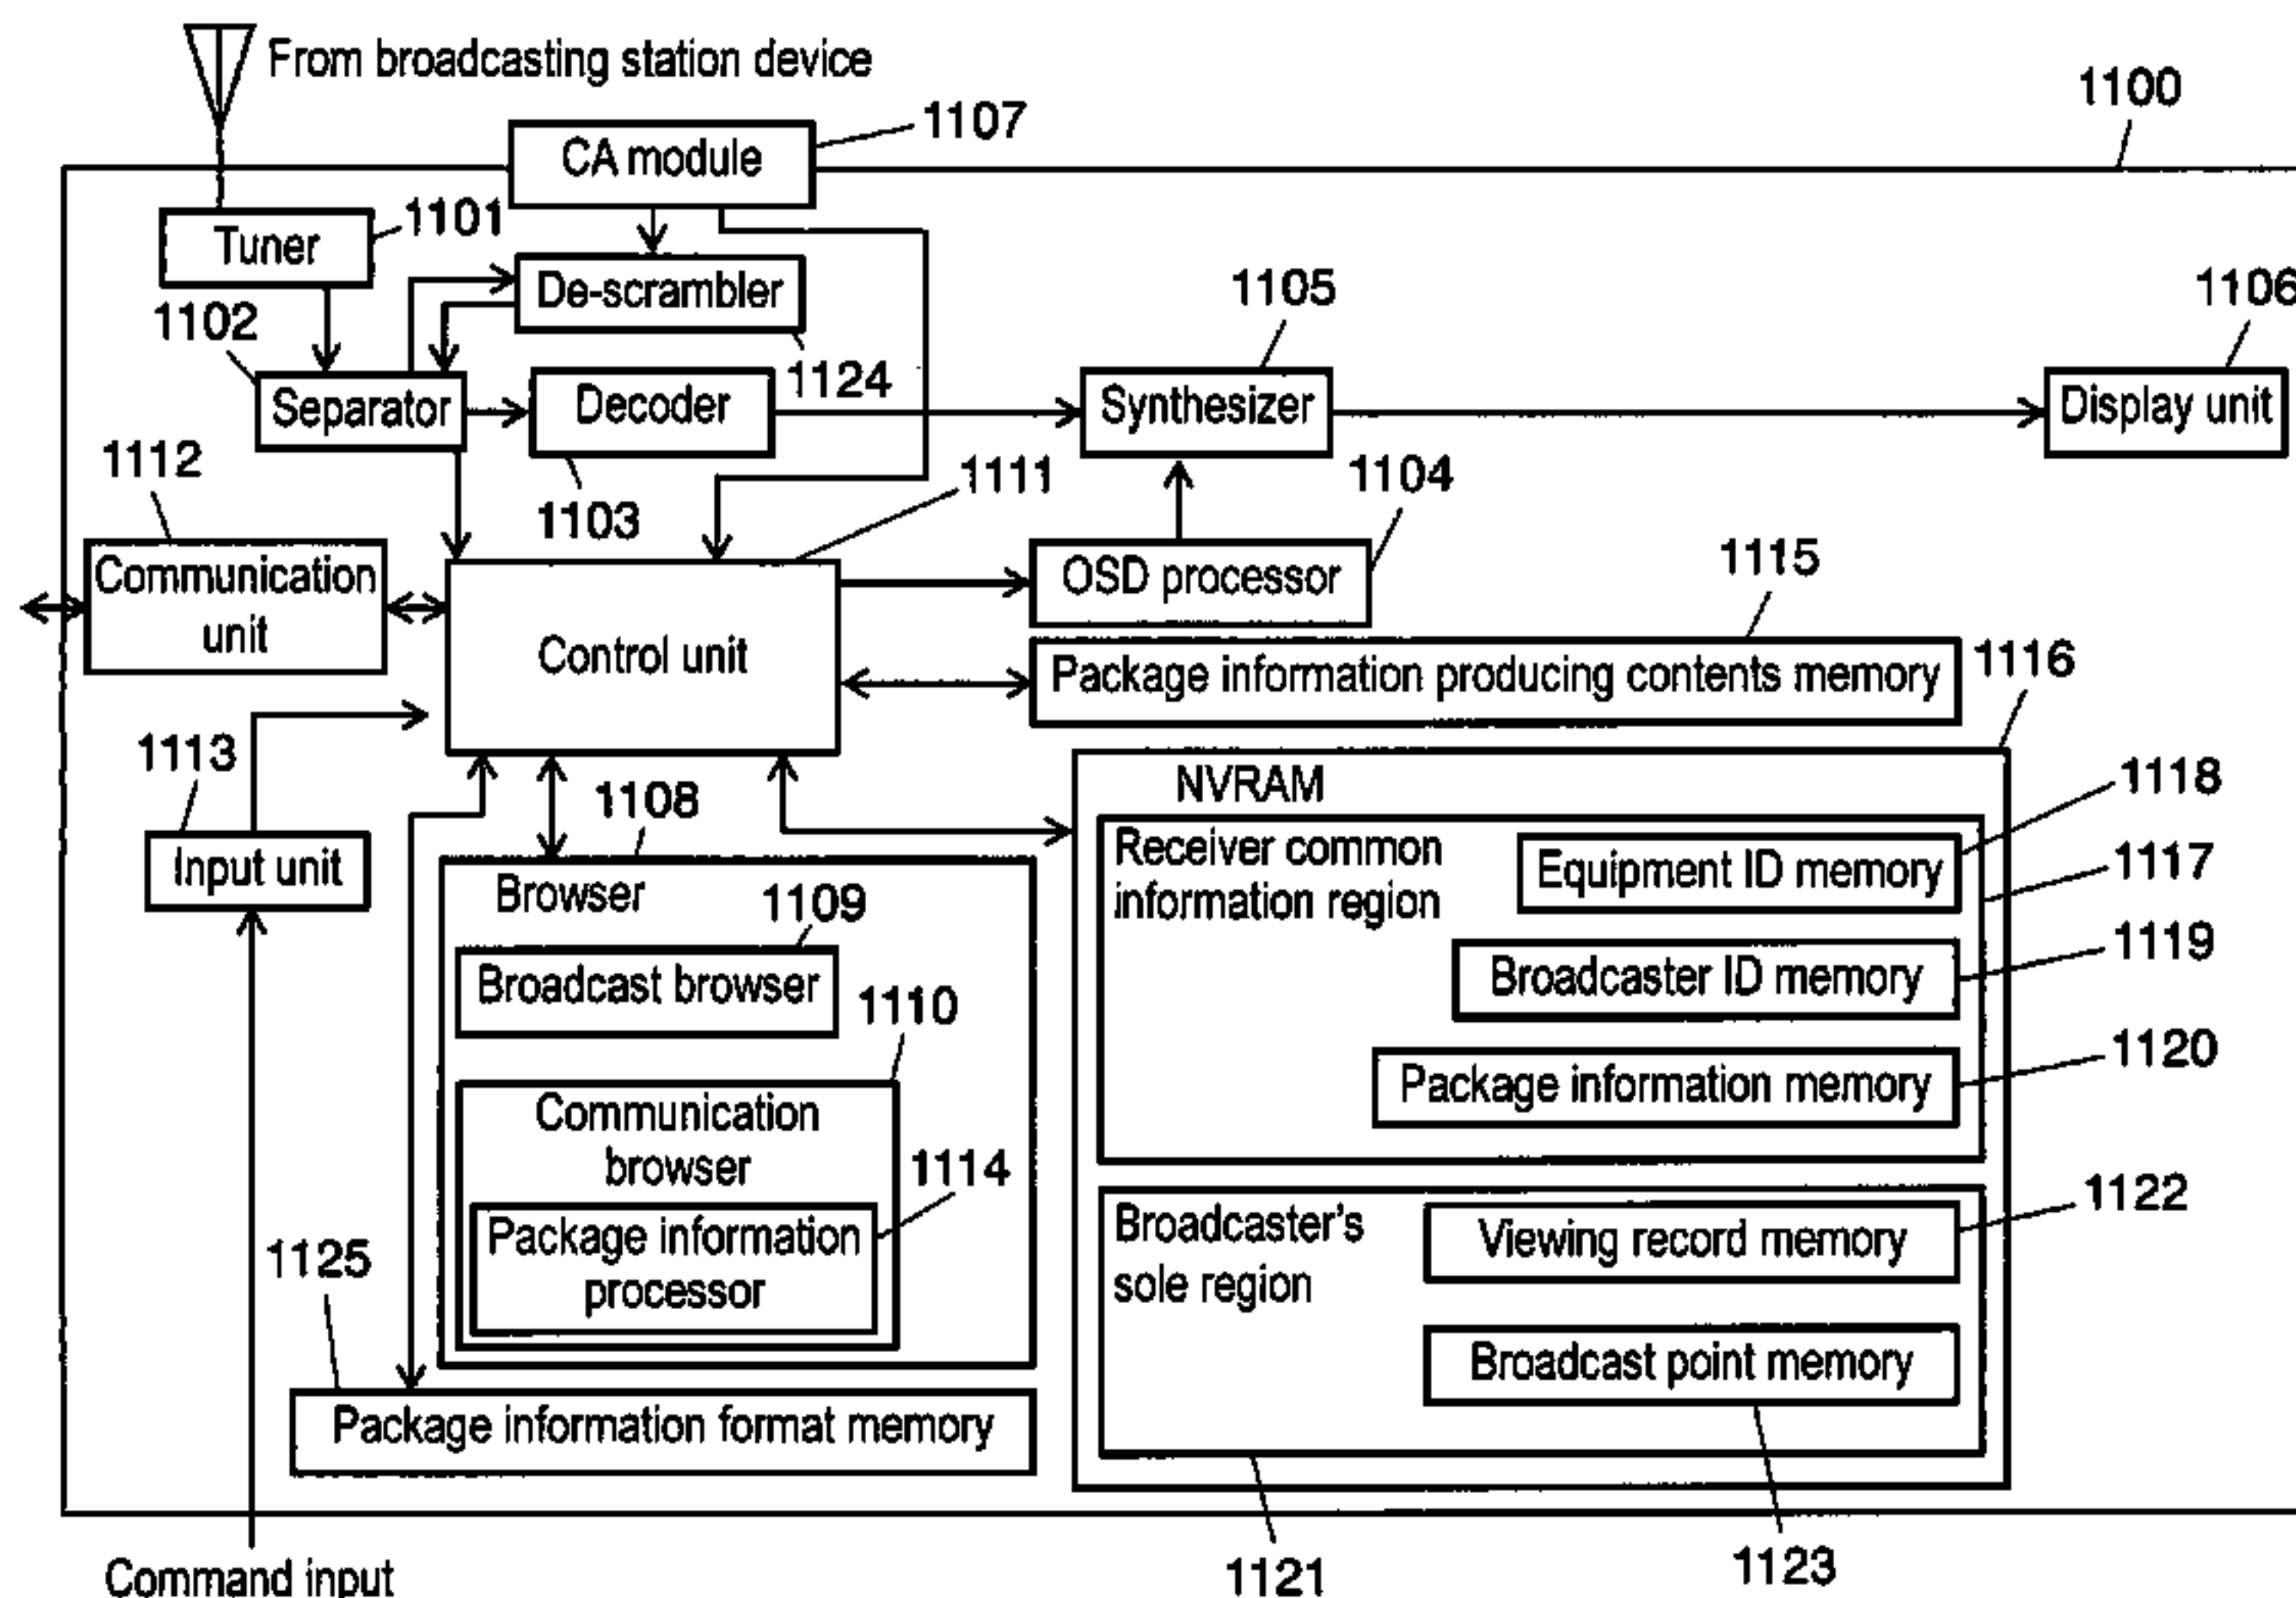 From broadcasting station device
1100
1107
CA module
1101
Tuner
De-scrambler
1105
1106
1102
1124
Separator
Decoder
Synthesizer
Display unit
1112
1111
1104
1103
Communication
unit
OSD processor
1115
Control unit
Package information producing contents memory
1116
1113
NVRAM
1118
1108
Receiver common
information region
Equipment ID memory
1117
Input unit
Browser
1109
Broadcaster ID memory
1119
Broadcast browser
1110
1120
Package information memory
Communication
browser
1114
1122
Package information
processor
Broadcaster's
sole region
Viewing record memory
1125
Broadcast point memory
Package information format memory
Command input
1121
1123